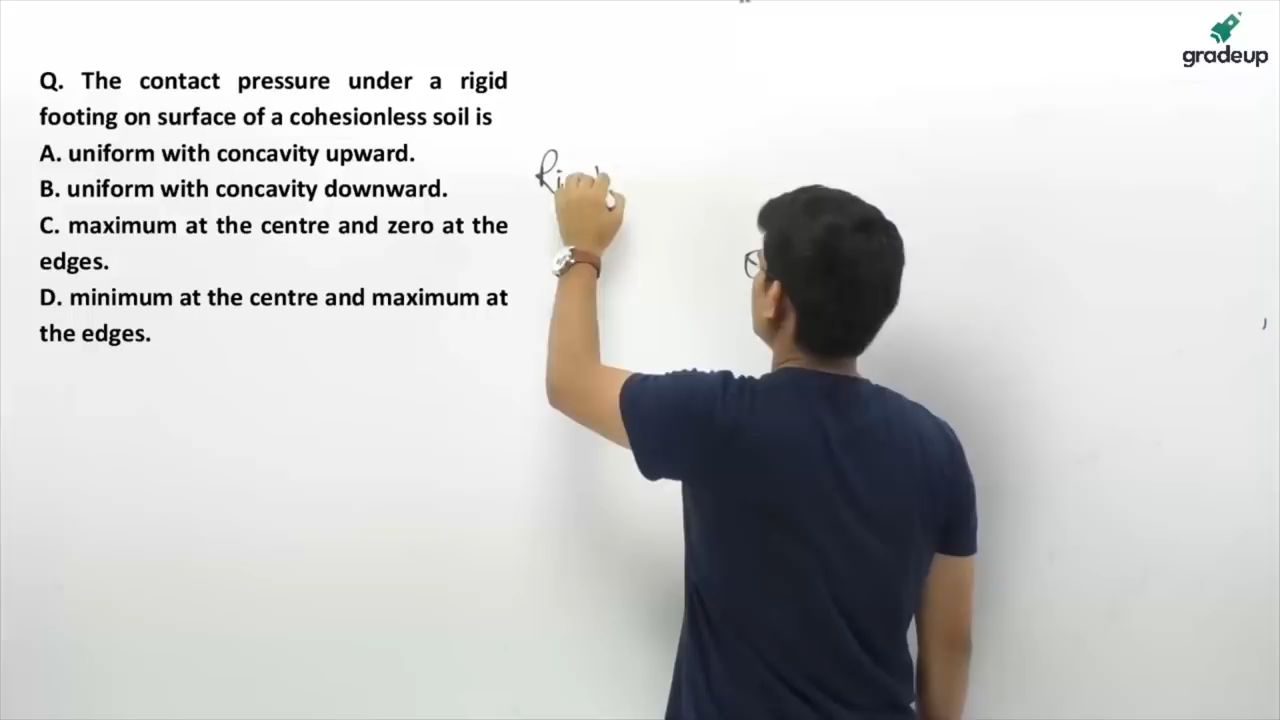 gradeup
Q. The contact pressure under a rigid
footing on surface of a cohesionless soil is
A. uniform with concavity upward.
B. uniform with concavity downward.
C. maximum at the centre and zero at the
edges.
D. minimum at the centre and maximum at
the edges.